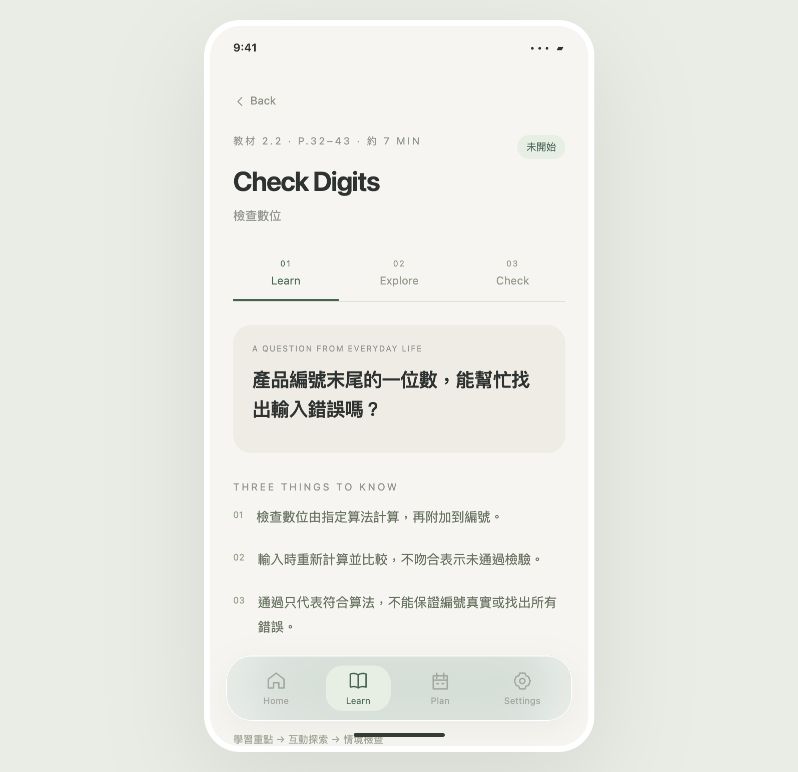 9:41
Back
教材 2.2 · P.32–43 · 約 7 MIN
未開始
Check Digits
檢查數位
01
Learn
02
Explore
03
Check
A QUESTION FROM EVERYDAY LIFE
產品編號末尾的一位數，能幫忙找
出輸入錯誤嗎？
THREE THINGS TO KNOW
01 檢查數位由指定算法計算，再附加到編號。
02 輸入時重新計算並比較，不吻合表示未通過檢驗。
03 通過只代表符合算法，不能保證編號真實或找出所有
錯誤。
Home
Learn
Plan
Settings
學習重點 → 互動探索 → 情境檢查